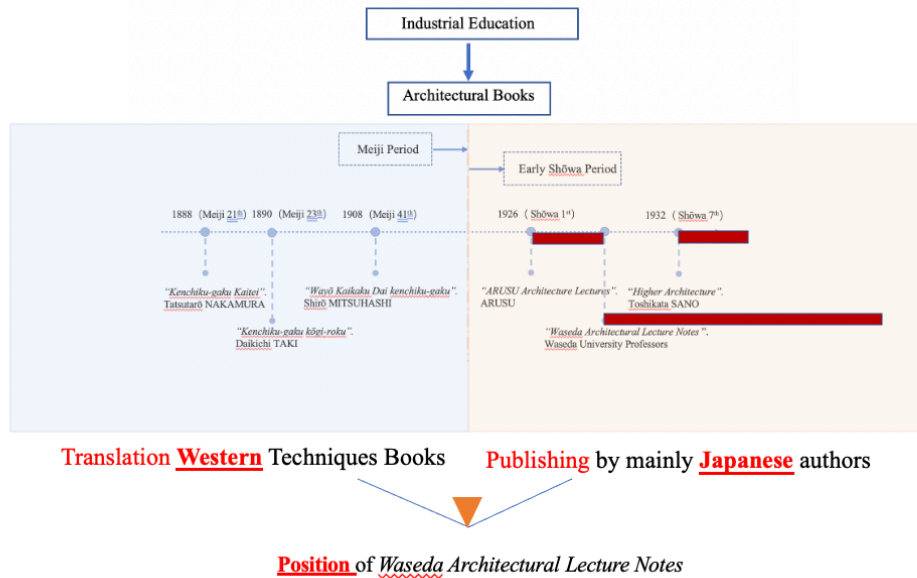 Industrial Education
Architectural Books
Meiji Period
Early Shōwa Period
1888 (Meiji 21th)
1890 (Meiji 23th)
1908 (Meiji 41th)
1926 ( Shōwa 1st)
1932 ( Shōwa 7th)
"Kenchiku-gaku Kaitei".
Tatsutarō NAKAMURA
"Wayō Kaikaku Dai kenchiku-gaku".
Shirō MITSUHASHI
"ARUSU Architecture Lectures".
ARUSU
"Higher Architecture".
Toshikata SANO
"Kenchiku-gaku kōgi-roku".
Daikichi TAKI
"Waseda Architectural Lecture Notes".
Waseda University Professors
Translation Western Techniques Books
Publishing by mainly Japanese authors
Position of Waseda Architectural Lecture Notes